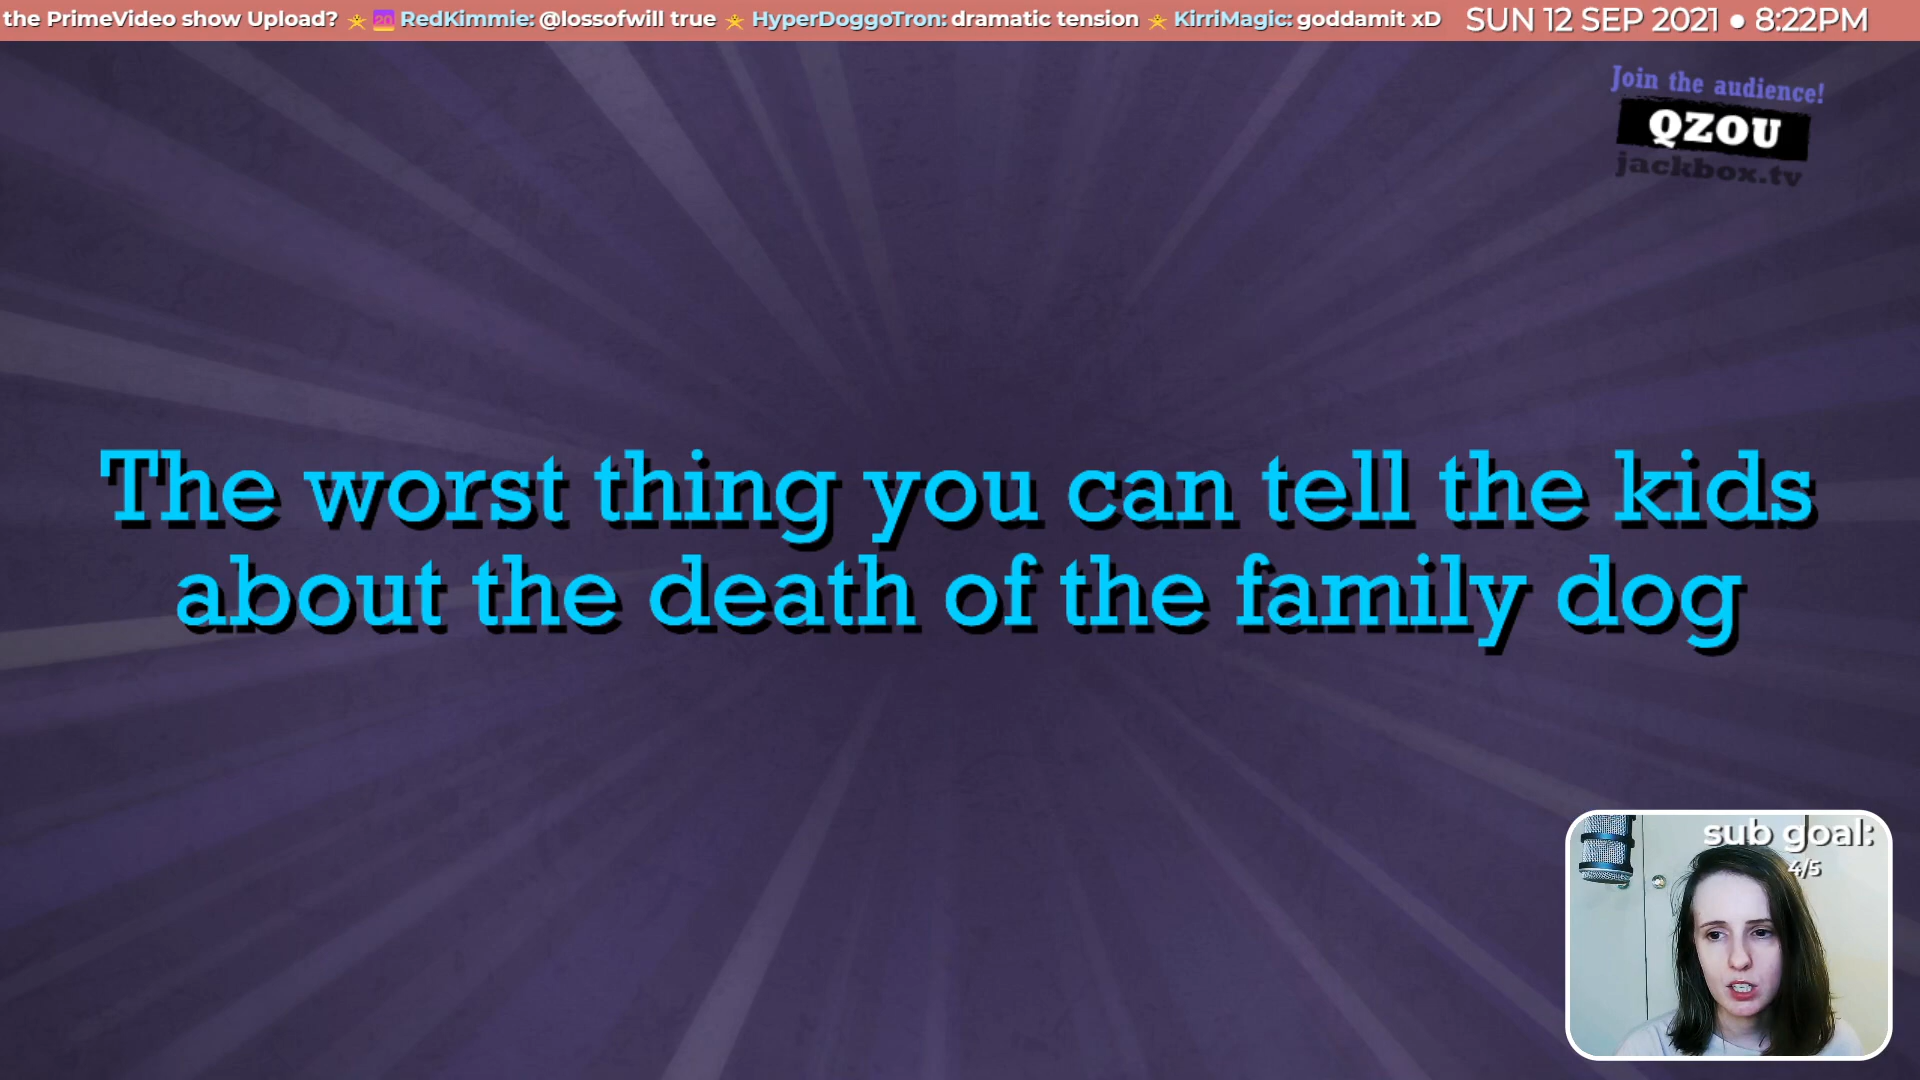 the PrimeVideo show Upload? 20 RedKimmie: @lossofwill true HyperDoggoTron: dramatic tension KirriMagic: goddamit xD SUN 12 SEP 2021 ● 8:22PM
Join the audience!
QZOU
jackbox.tv
The worst thing you can tell the kids
about the death of the family dog
sub goal:
4/5